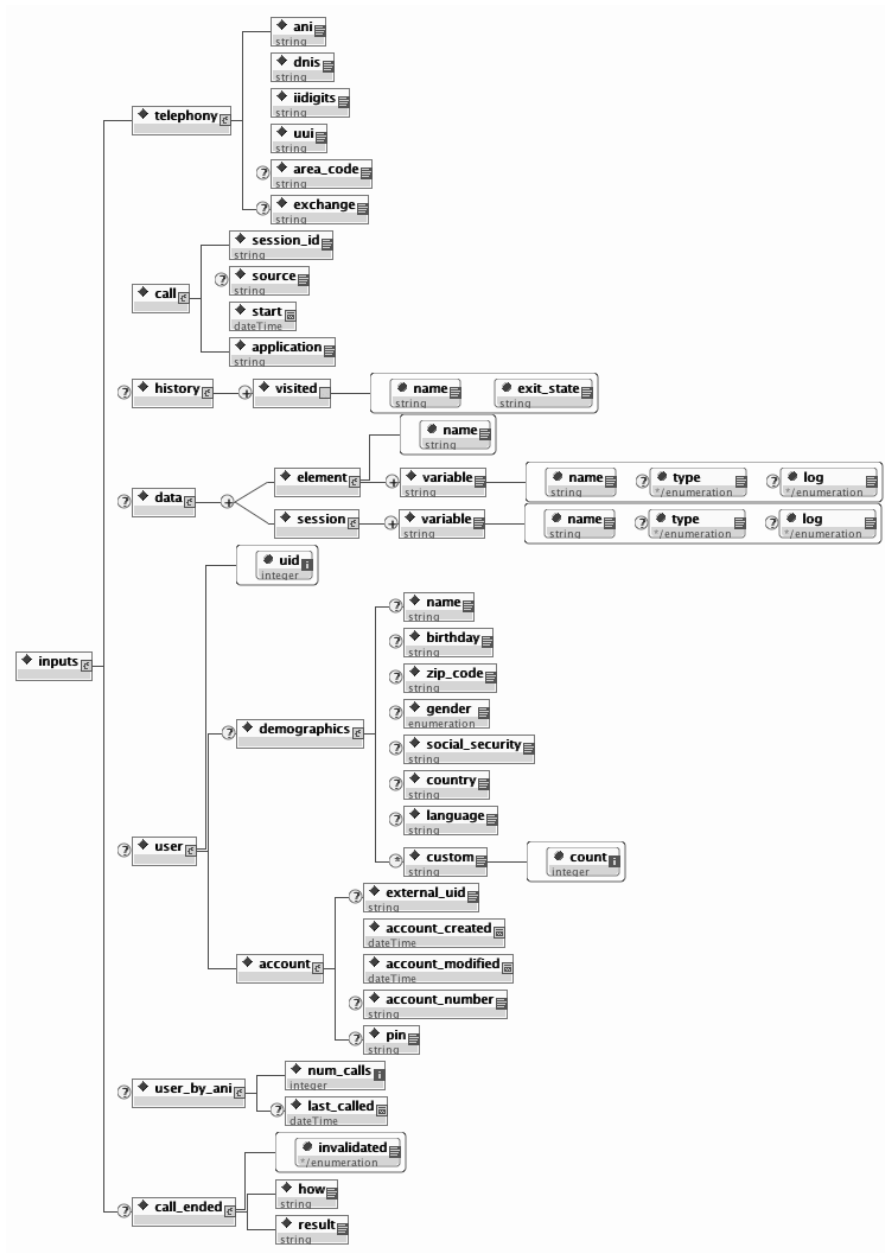 ani
string
dnis
string
iidigits
string
telephony
uui
string
? area_code
string
? exchange
string
session_id
string
? source
string
call
start
dateTime
application
string
? history + visited name exit_state
string string
name
string
element + variable name ? type ? log
string string */enumeration */enumeration
? data +
session + variable name ? type ? log
string string */enumeration */enumeration
uid
integer
? name
string
? birthday
string
inputs
? zip_code
string
? gender
enumeration
? demographics
? social_security
string
? country
string
? language
string
? user
* custom count
string integer
? external_uid
string
account_created
dateTime
account
account_modified
dateTime
? account_number
string
? pin
string
num_calls
integer
? user_by_ani
? last_called
dateTime
invalidated
*/enumeration
how
string
? call_ended
result
string